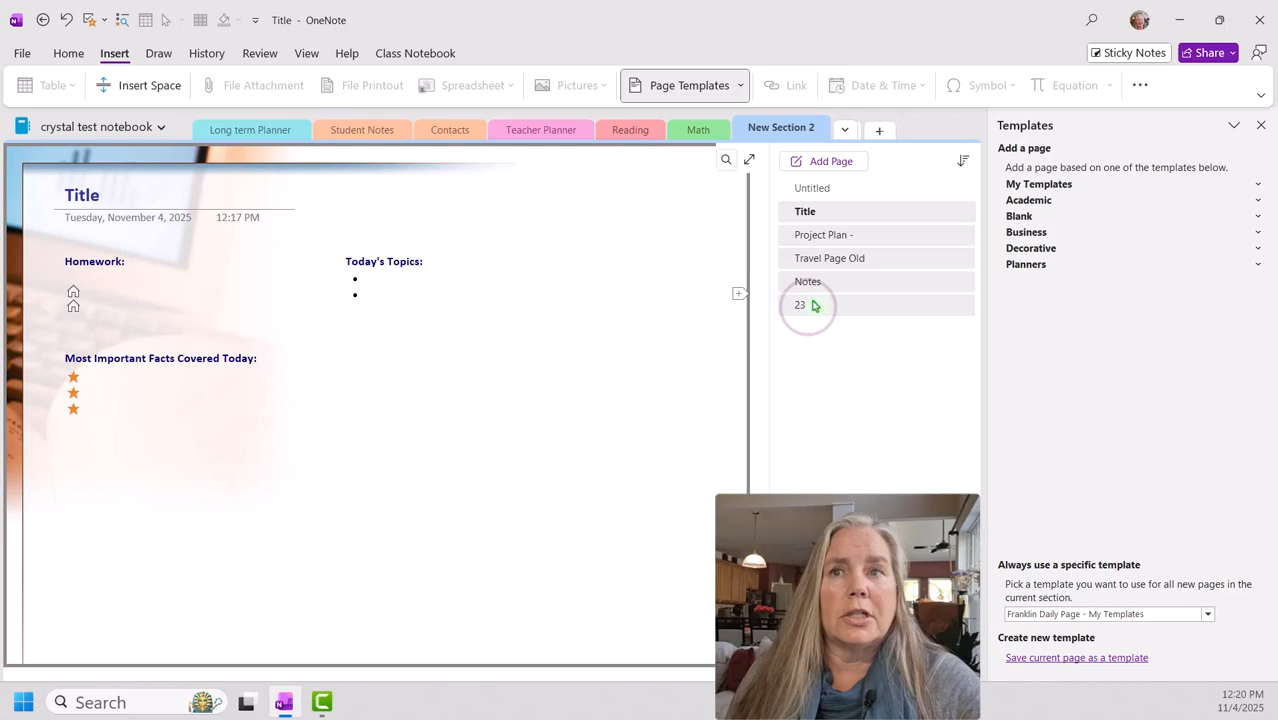 Title - OneNote
File Home Insert Draw History Review View Help Class Notebook
Sticky Notes Share
Table Insert Space File Attachment File Printout Spreadsheet Pictures Page Templates Link Date & Time Symbol Equation
crystal test notebook
Long term Planner Student Notes Contacts Teacher Planner Reading Math New Section 2
Add Page
Untitled
Title
Project Plan -
Travel Page Old
Notes
23
Title
Tuesday, November 4, 2025 12:17 PM
Homework:
Today's Topics:
Most Important Facts Covered Today:
Templates
Add a page
Add a page based on one of the templates below.
My Templates
Academic
Blank
Business
Decorative
Planners
Always use a specific template
Pick a template you want to use for all new pages in the
current section.
Franklin Daily Page - My Templates
Create new template
Save current page as a template
Search
12:20 PM
11/4/2025